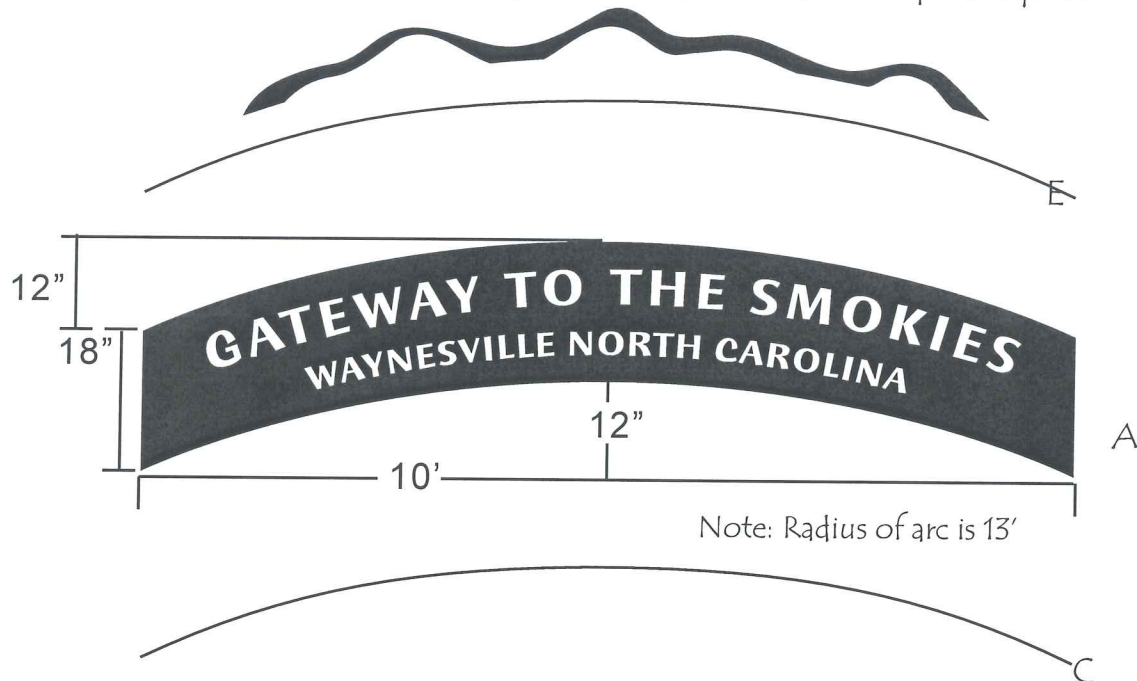 E
12”
GATEWAY TO THE SMOKIES
18”
WAYNESVILLE NORTH CAROLINA
12”
A
10’
Note: Radius of arc is 13’
C